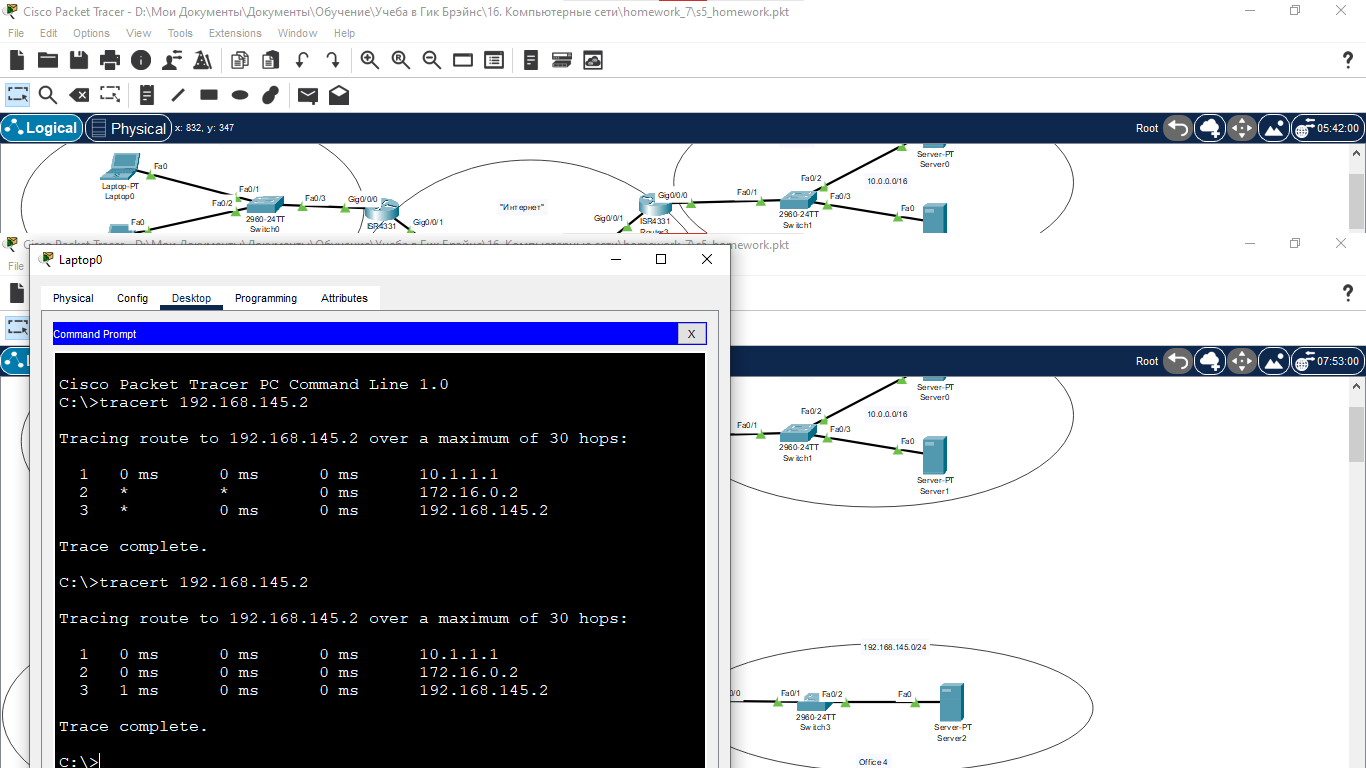 Cisco Packet Tracer - D:\Мои Документы\Документы\Обучение\Учеба в Гик Брэйнс\16. Компьютерные сети\homework_7\s5_homework.pkt
File Edit Options View Tools Extensions Window Help
?
Logical Physical x: 832, y: 347 Root 05:42:00
Server-PT
Server0
Fa0
Laptop-PT
Laptop0
Fa0/1
Fa0/2
Fa0/3
Gig0/0/0
2960-24TT
Switch0
Fa0
ISR4331
Gig0/0/1
"Интернет"
Gig0/0/0
Gig0/0/1
ISR4331
Fa0/1
Fa0/2
10.0.0.0/16
Fa0/3
2960-24TT
Switch1
Fa0
Cisco Packet Tracer - D:\Мои Документы\Документы\Обучение\Учеба в Гик Брэйнс\16. Компьютерные сети\homework_7\s5_homework.pkt
File
Laptop0
?
Physical Config Desktop Programming Attributes
Command Prompt X
Cisco Packet Tracer PC Command Line 1.0
C:\>tracert 192.168.145.2
Tracing route to 192.168.145.2 over a maximum of 30 hops:
1 0 ms 0 ms 0 ms 10.1.1.1
2 * * 0 ms 172.16.0.2
3 * 0 ms 0 ms 192.168.145.2
Trace complete.
C:\>tracert 192.168.145.2
Tracing route to 192.168.145.2 over a maximum of 30 hops:
1 0 ms 0 ms 0 ms 10.1.1.1
2 0 ms 0 ms 0 ms 172.16.0.2
3 1 ms 0 ms 0 ms 192.168.145.2
Trace complete.
C:\>
Root 07:53:00
Server-PT
Server0
Fa0/1
Fa0/2
10.0.0.0/16
Fa0/3
2960-24TT
Switch1
Fa0
Server-PT
Server1
192.168.145.0/24
Fa0/1
Fa0/2
Fa0
2960-24TT
Switch3
Server-PT
Server2
Office 4